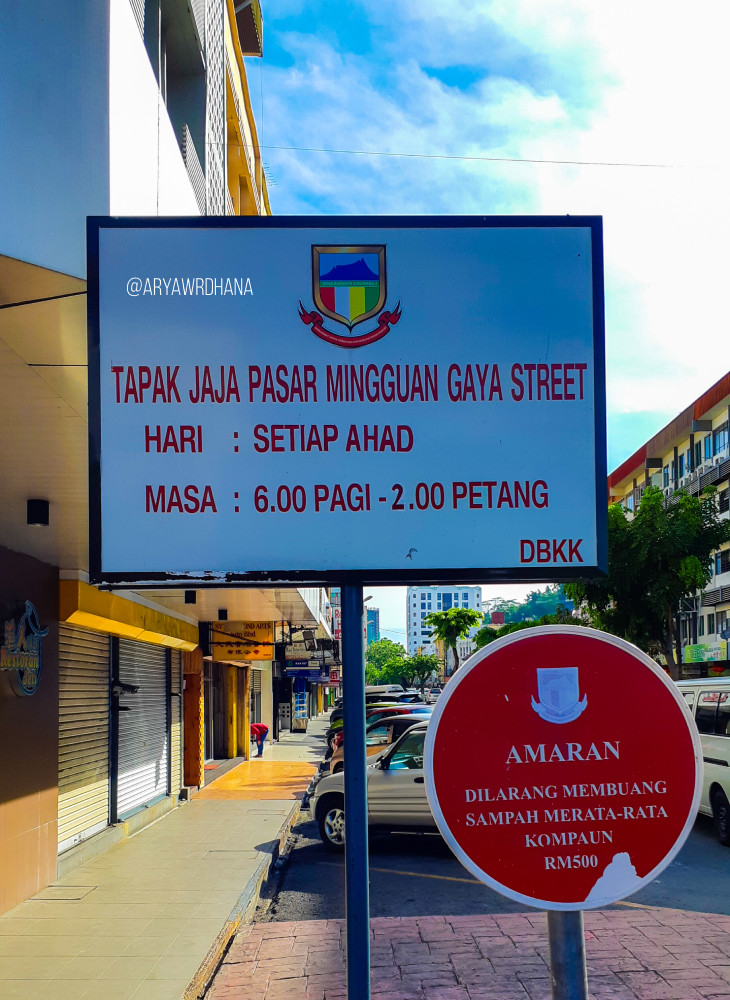 @ARYAWRDHANA
TAPAK JAJA PASAR MINGGUAN GAYA STREET
HARI : SETIAP AHAD
MASA : 6.00 PAGI - 2.00 PETANG
DBKK
AMARAN
DILARANG MEMBUANG
SAMPAH MERATA-RATA
KOMPAUN
RM500